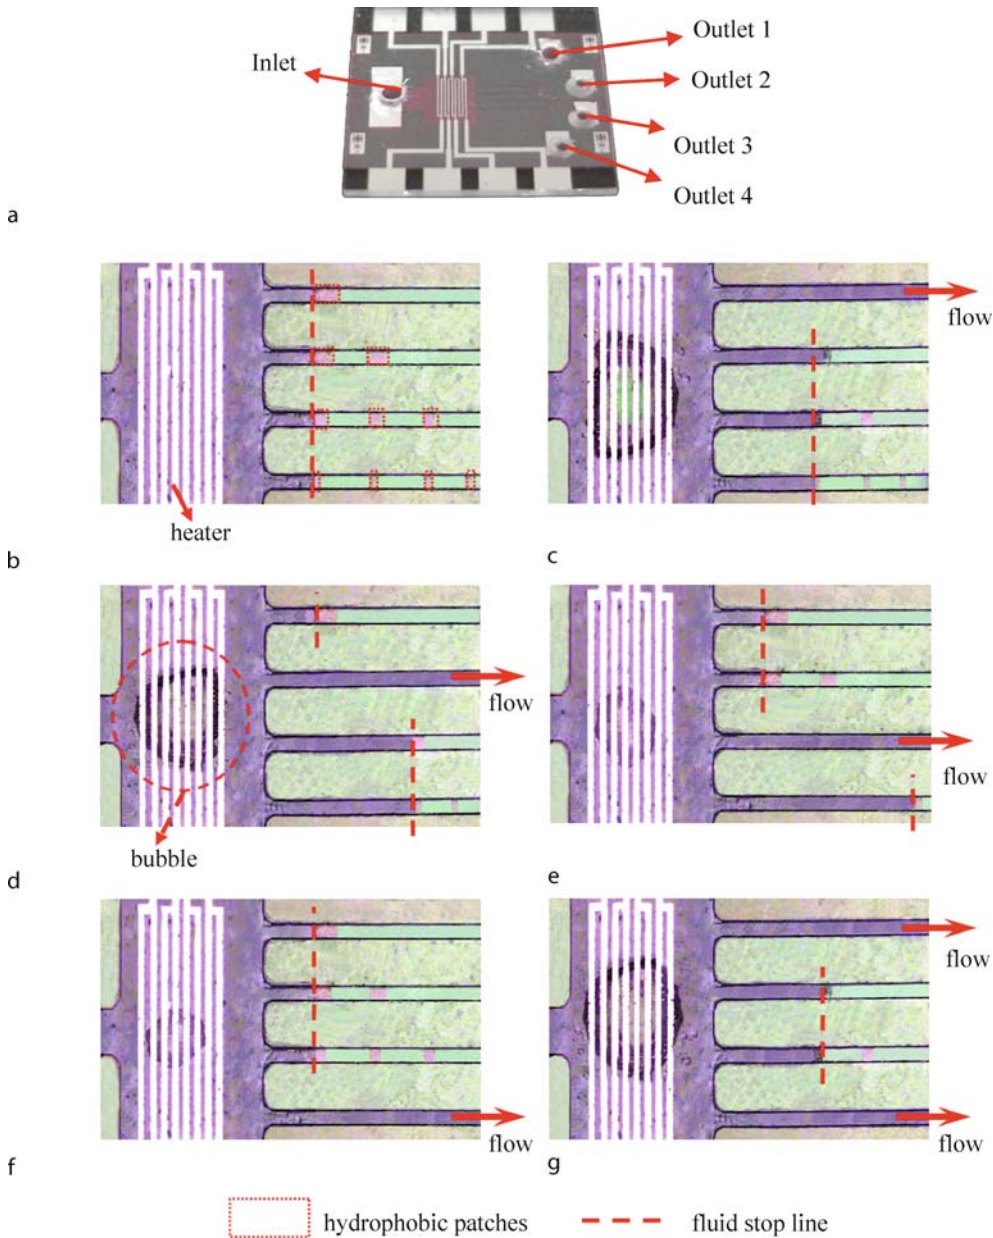 Inlet
Outlet 1
Outlet 2
Outlet 3
Outlet 4
a
heater
flow
b
c
flow
bubble
flow
d
e
flow
flow
flow
f
g
hydrophobic patches
fluid stop line